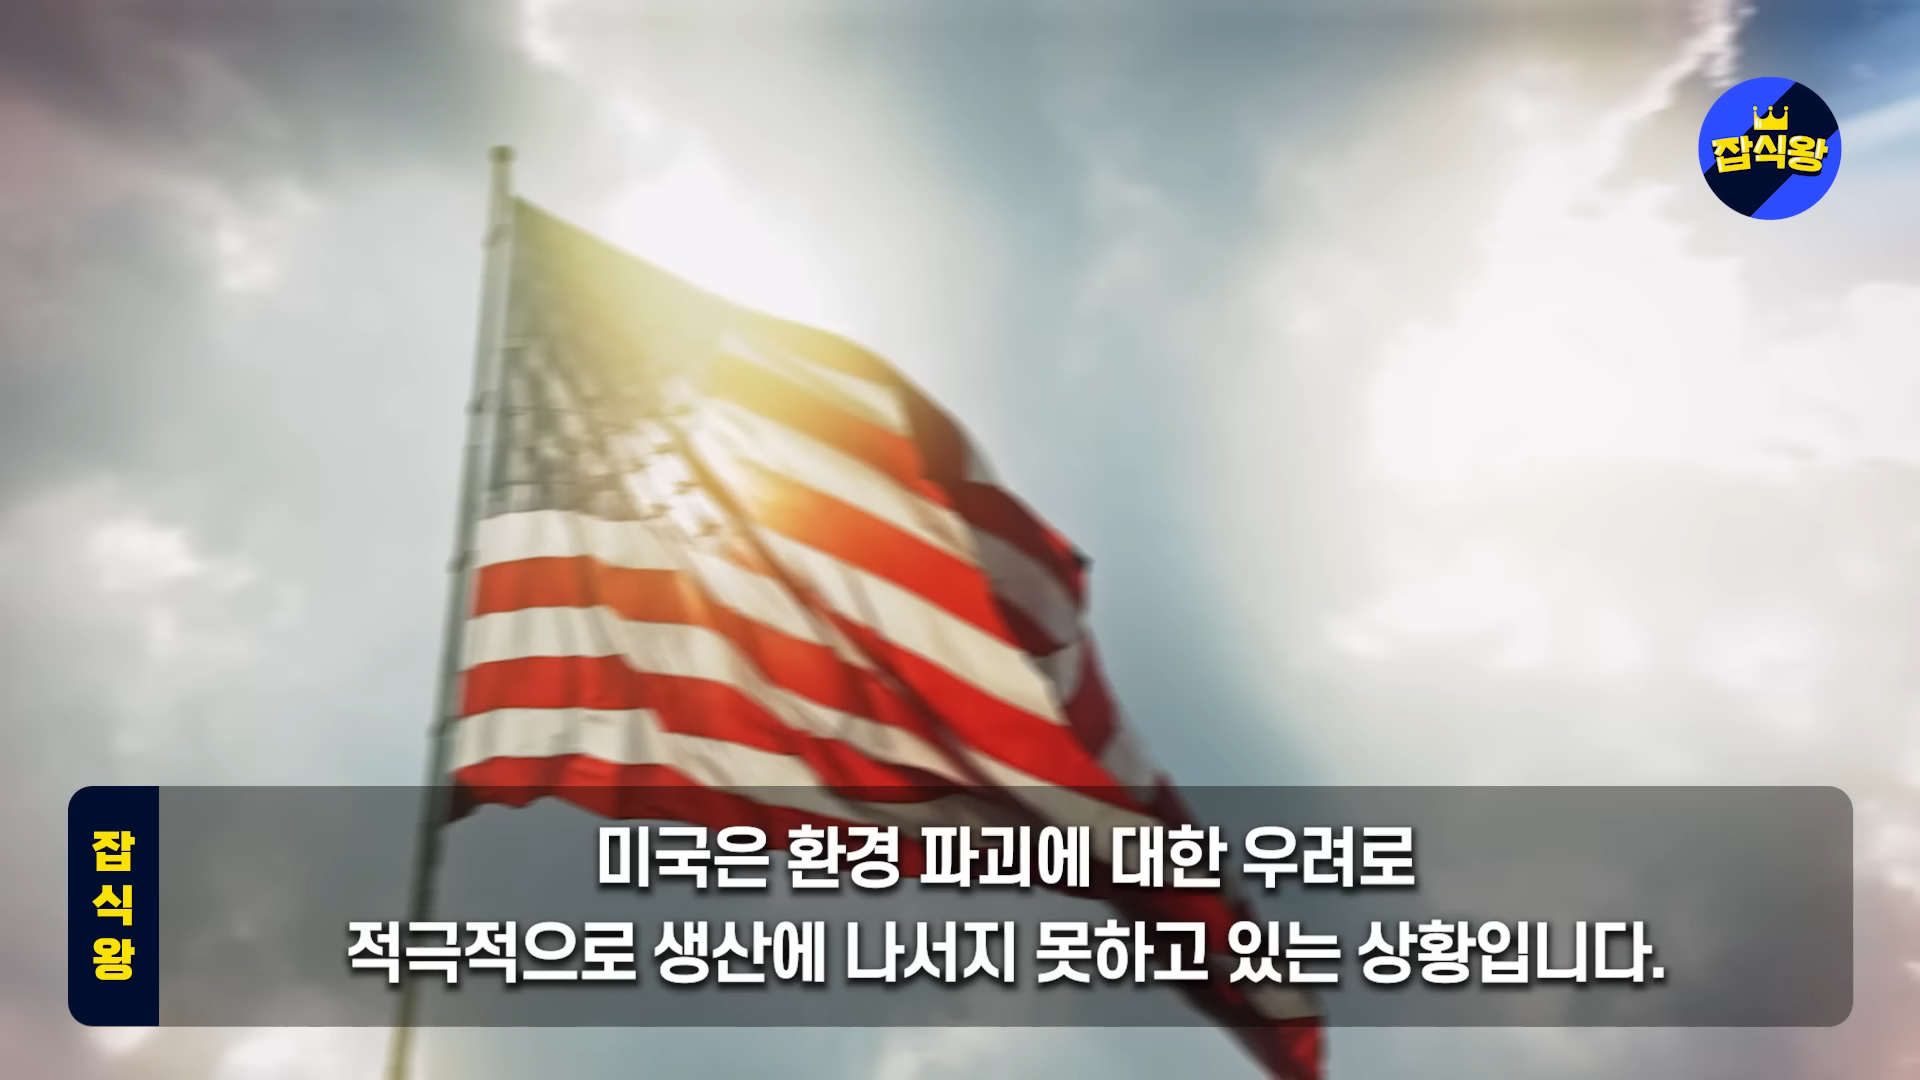 잡식왕
잡
식
왕
미국은 환경 파괴에 대한 우려로
적극적으로 생산에 나서지 못하고 있는 상황입니다.